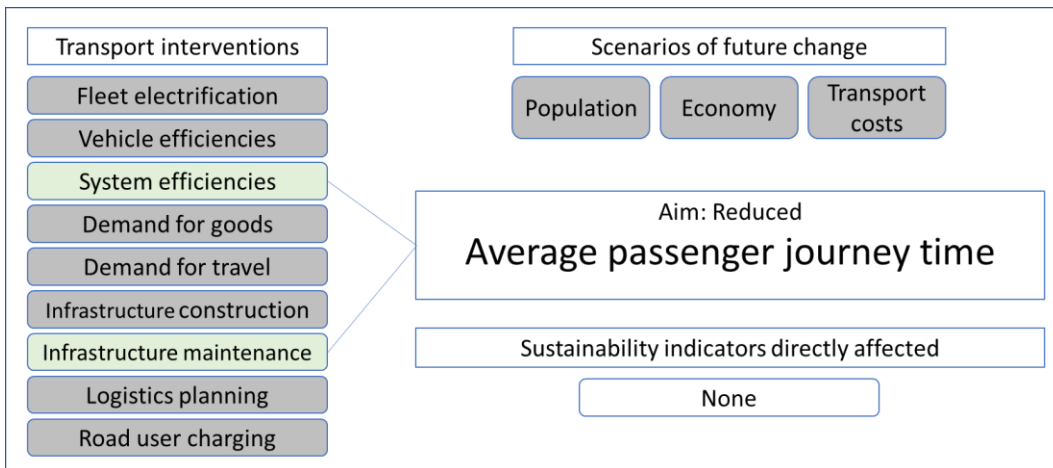 Transport interventions
Fleet electrification
Vehicle efficiencies
System efficiencies
Demand for goods
Demand for travel
Infrastructure construction
Infrastructure maintenance
Logistics planning
Road user charging
Scenarios of future change
Population
Economy
Transport
costs
Aim: Reduced
Average passenger journey time
Sustainability indicators directly affected
None